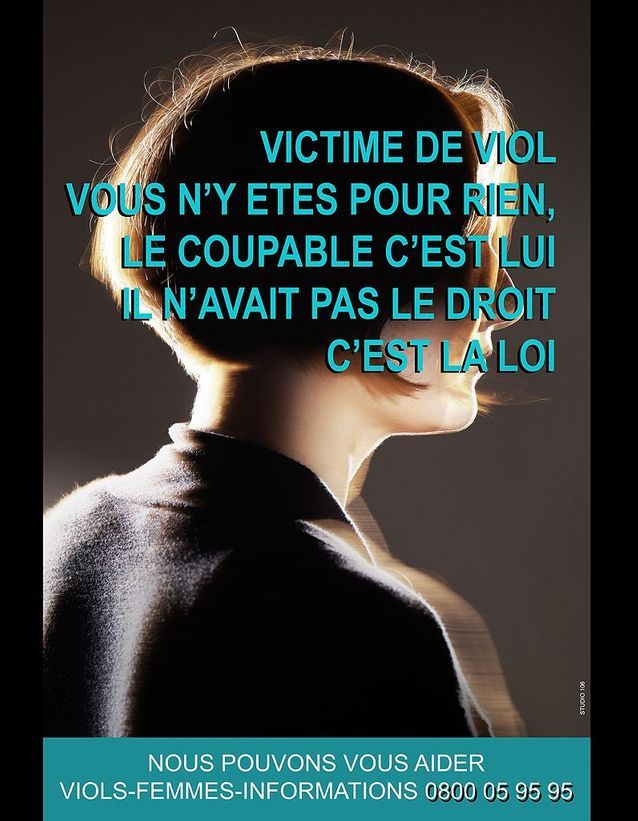 VICTIME DE VIOL
VOUS N'Y ETES POUR RIEN,
LE COUPABLE C'EST LUI
IL N'AVAIT PAS LE DROIT
C'EST LA LOI
STUDIO 106
NOUS POUVONS VOUS AIDER
VIOLS-FEMMES-INFORMATIONS 0800 05 95 95